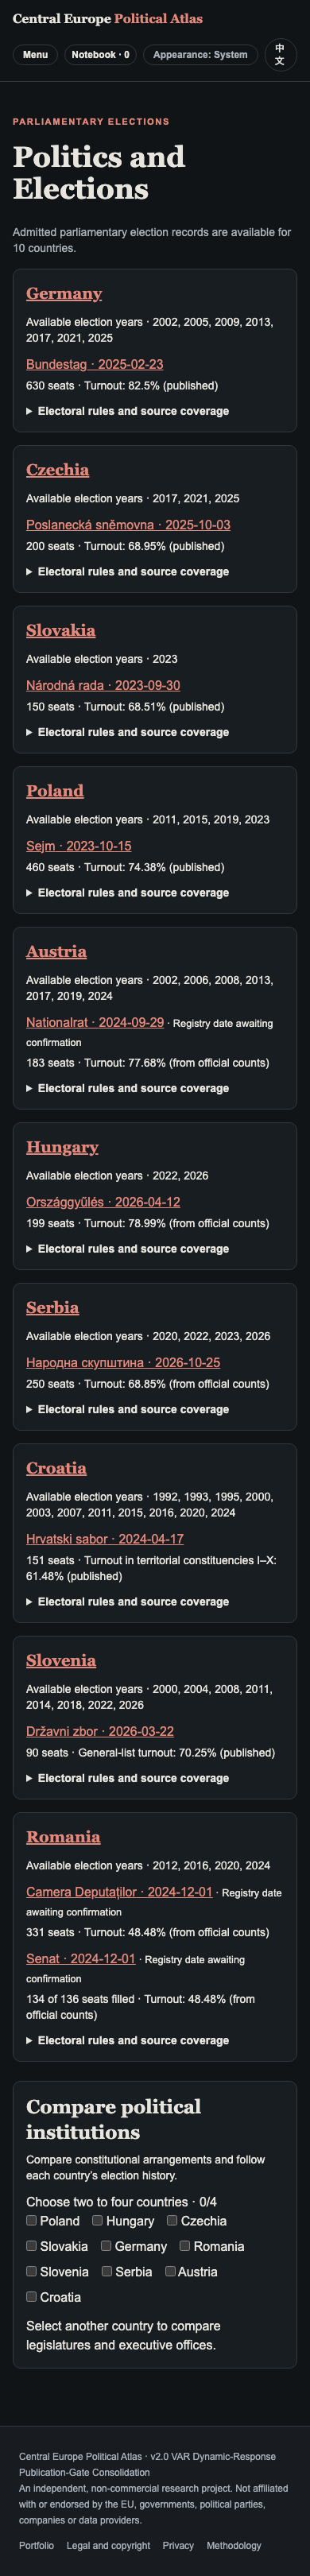 Central Europe Political Atlas
Menu
Notebook · 0
Appearance: System
中
文
PARLIAMENTARY ELECTIONS
Politics and
Elections
Admitted parliamentary election records are available for
10 countries.
Germany
Available election years · 2002, 2005, 2009, 2013,
2017, 2021, 2025
Bundestag · 2025-02-23
630 seats · Turnout: 82.5% (published)
▶ Electoral rules and source coverage
Czechia
Available election years · 2017, 2021, 2025
Poslanecká sněmovna · 2025-10-03
200 seats · Turnout: 68.95% (published)
▶ Electoral rules and source coverage
Slovakia
Available election years · 2023
Národná rada · 2023-09-30
150 seats · Turnout: 68.51% (published)
▶ Electoral rules and source coverage
Poland
Available election years · 2011, 2015, 2019, 2023
Sejm · 2023-10-15
460 seats · Turnout: 74.38% (published)
▶ Electoral rules and source coverage
Austria
Available election years · 2002, 2006, 2008, 2013,
2017, 2019, 2024
Nationalrat · 2024-09-29 · Registry date awaiting
confirmation
183 seats · Turnout: 77.68% (from official counts)
▶ Electoral rules and source coverage
Hungary
Available election years · 2022, 2026
Országgyűlés · 2026-04-12
199 seats · Turnout: 78.99% (from official counts)
▶ Electoral rules and source coverage
Serbia
Available election years · 2020, 2022, 2023, 2026
Народна скупштина · 2026-10-25
250 seats · Turnout: 68.85% (from official counts)
▶ Electoral rules and source coverage
Croatia
Available election years · 1992, 1993, 1995, 2000,
2003, 2007, 2011, 2015, 2016, 2020, 2024
Hrvatski sabor · 2024-04-17
151 seats · Turnout in territorial constituencies I–X:
61.48% (published)
▶ Electoral rules and source coverage
Slovenia
Available election years · 2000, 2004, 2008, 2011,
2014, 2018, 2022, 2026
Državni zbor · 2026-03-22
90 seats · General-list turnout: 70.25% (published)
▶ Electoral rules and source coverage
Romania
Available election years · 2012, 2016, 2020, 2024
Camera Deputaților · 2024-12-01 · Registry date
awaiting confirmation
331 seats · Turnout: 48.48% (from official counts)
Senat · 2024-12-01 · Registry date awaiting
confirmation
134 of 136 seats filled · Turnout: 48.48% (from
official counts)
▶ Electoral rules and source coverage
Compare political
institutions
Compare constitutional arrangements and follow
each country’s election history.
Choose two to four countries · 0/4
Poland Hungary Czechia
Slovakia Germany Romania
Slovenia Serbia Austria
Croatia
Select another country to compare
legislatures and executive offices.
Central Europe Political Atlas · v2.0 VAR Dynamic-Response
Publication-Gate Consolidation
An independent, non-commercial research project. Not affiliated
with or endorsed by the EU, governments, political parties,
companies or data providers.
Portfolio Legal and copyright Privacy Methodology